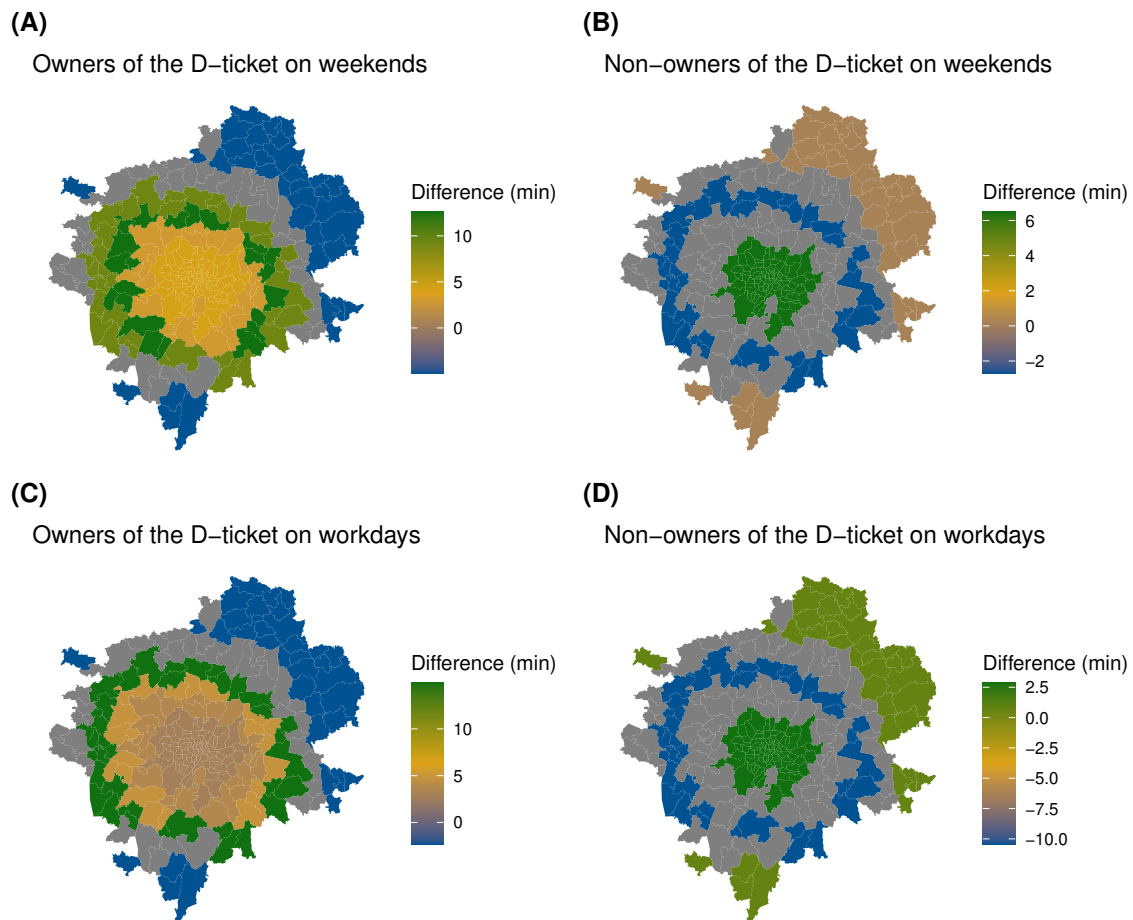 (A)
Owners of the D−ticket on weekends
Difference (min)
10
5
0
(B)
Non−owners of the D−ticket on weekends
Difference (min)
6
4
2
0
−2
(C)
Owners of the D−ticket on workdays
Difference (min)
10
5
0
(D)
Non−owners of the D−ticket on workdays
Difference (min)
2.5
0.0
−2.5
−5.0
−7.5
−10.0